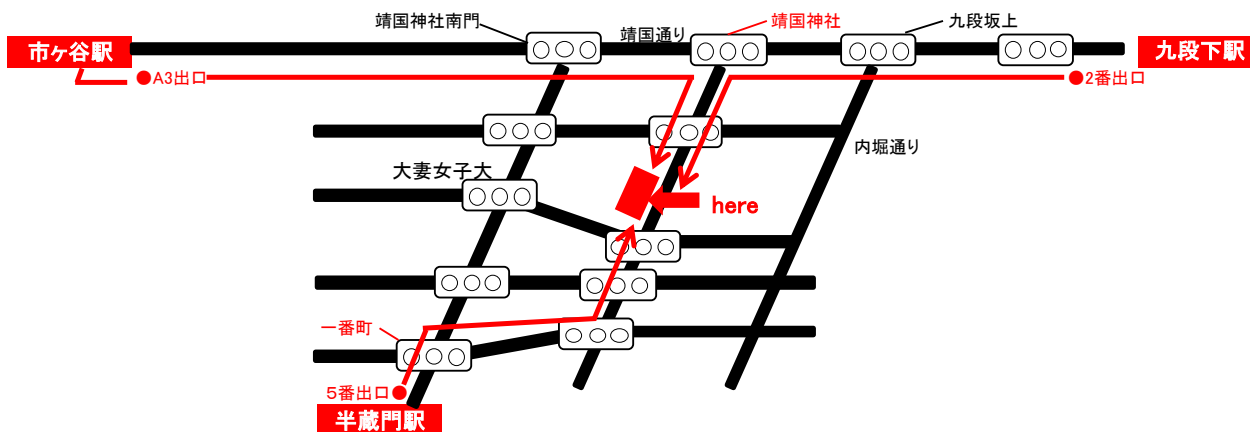 靖国神社南門
靖国通り
靖国神社
九段坂上
市ヶ谷駅
九段下駅
A3出口
2番出口
内堀通り
大妻女子大
here
一番町
5番出口
半蔵門駅